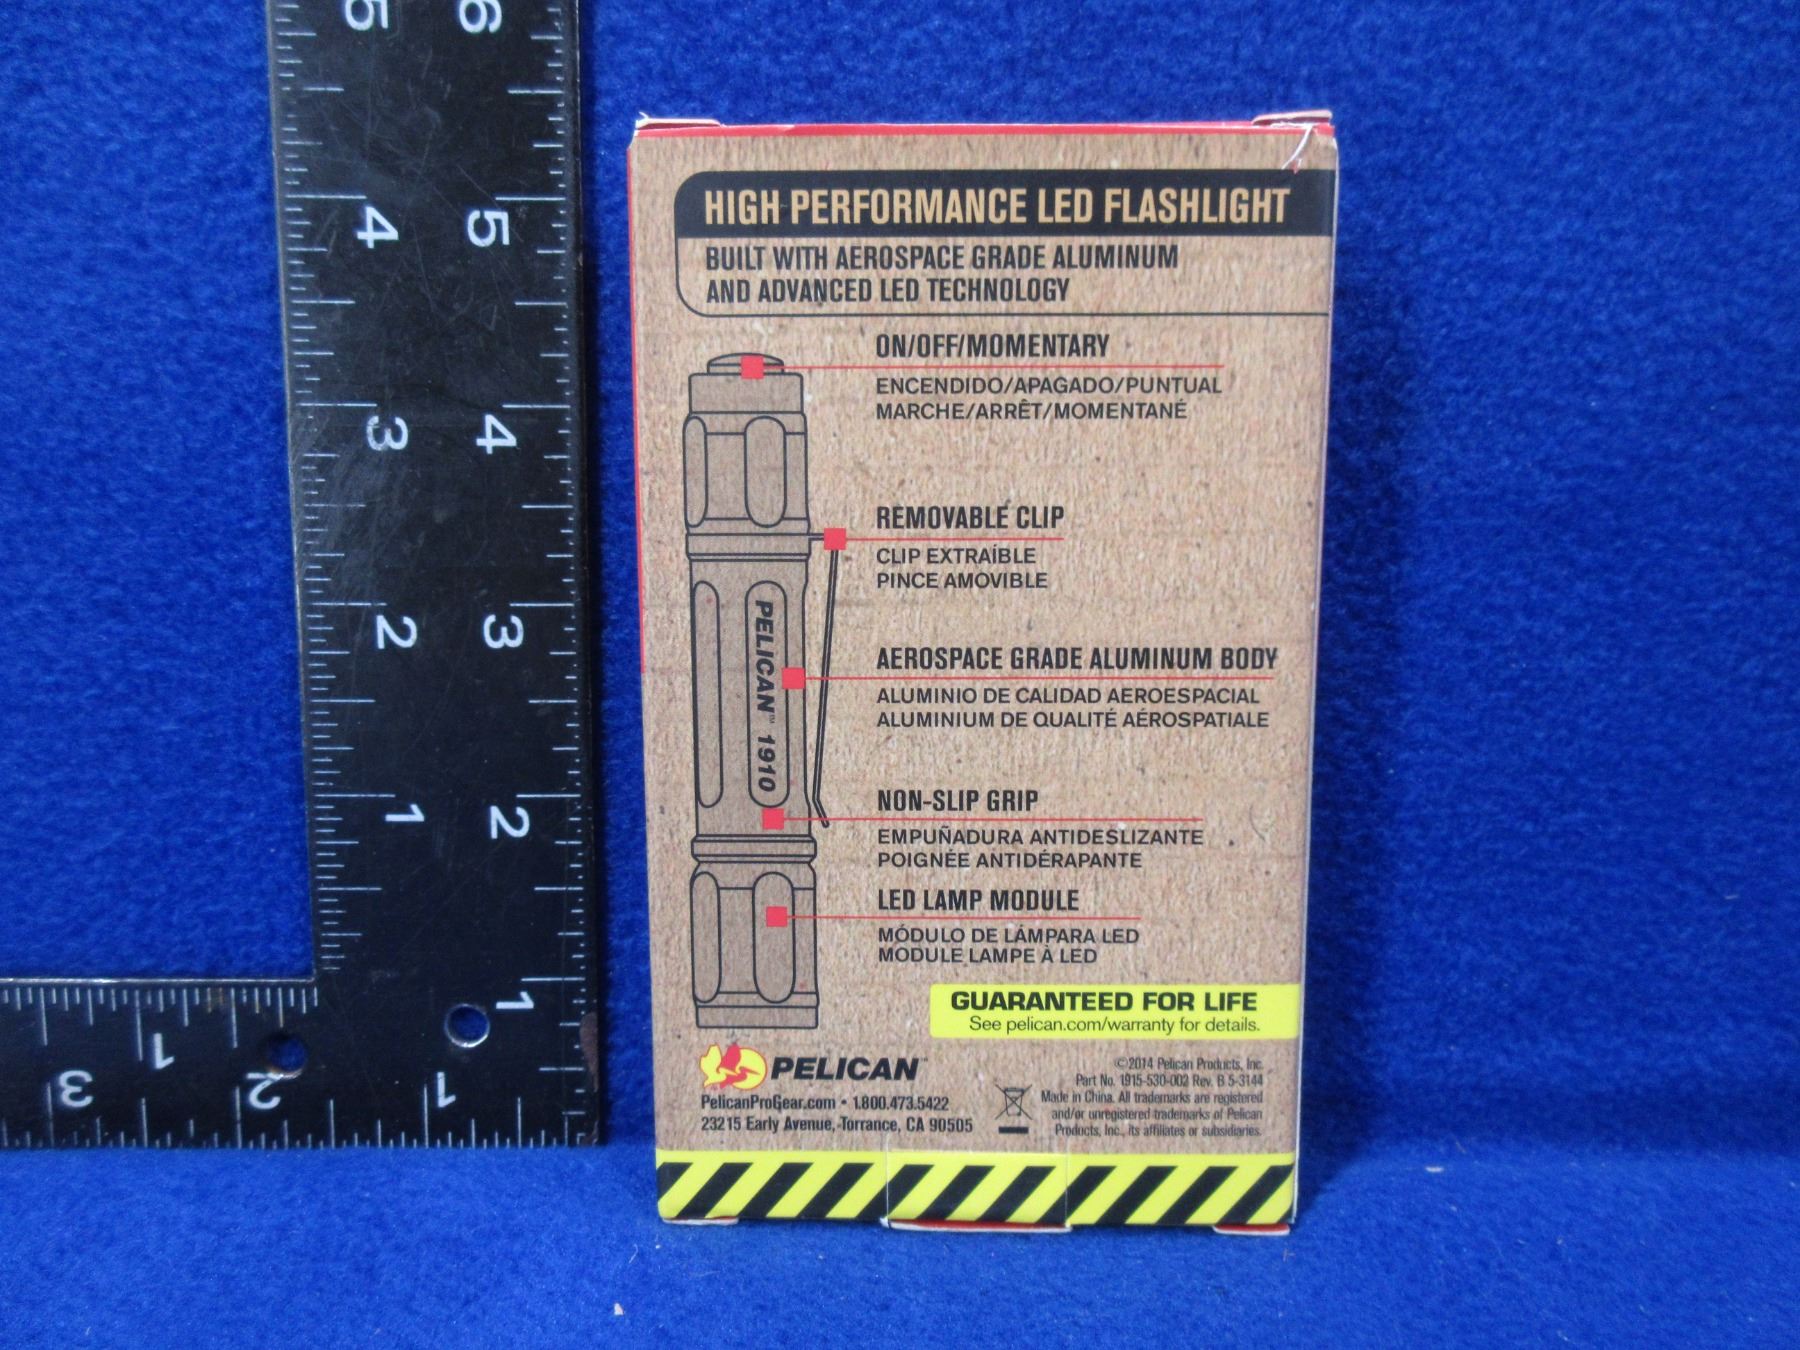 HIGH PERFORMANCE LED FLASHLIGHT
BUILT WITH AEROSPACE GRADE ALUMINUM
AND ADVANCED LED TECHNOLOGY
ON/OFF/MOMENTARY
ENCENDIDO/APAGADO/PUNTUAL
MARCHE/ARRÊT/MOMENTANÉ
REMOVABLE CLIP
CLIP EXTRAÍBLE
PINCE AMOVIBLE
PELICAN™ 1910
AEROSPACE GRADE ALUMINUM BODY
ALUMINIO DE CALIDAD AEROESPACIAL
ALUMINIUM DE QUALITÉ AÉROSPATIALE
NON-SLIP GRIP
EMPUÑADURA ANTIDESLIZANTE
POIGNÉE ANTIDÉRAPANTE
LED LAMP MODULE
MÓDULO DE LÁMPARA LED
MODULE LAMPE À LED
GUARANTEED FOR LIFE
See pelican.com/warranty for details.
PELICAN™
PelicanProGear.com • 1.800.473.5422
23215 Early Avenue, Torrance, CA 90505
©2014 Pelican Products, Inc.
Part No. 1915-530-002 Rev. B 5-3144
Made in China. All trademarks are registered
and/or unregistered trademarks of Pelican
Products, Inc., its affiliates or subsidiaries.
5 6
4 5
3 4
2 3
1 2
1
1
3 2 1